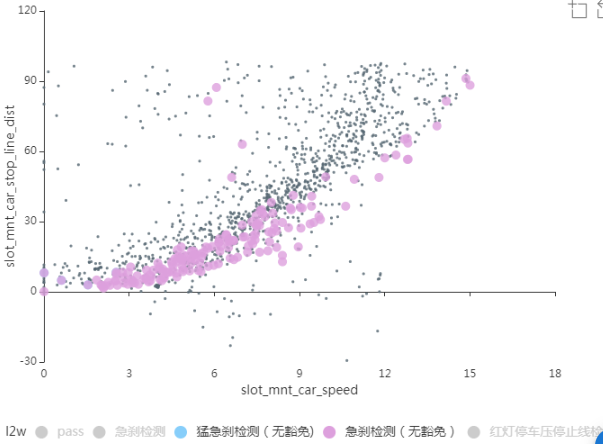 120
90
60
30
0
-30
slot_mnt_car_stop_line_dist
0 3 6 9 12 15 18
slot_mnt_car_speed
l2w pass 急刹检测 猛急刹检测（无豁免) 急刹检测（无豁免 ） 红灯停车压停止线检